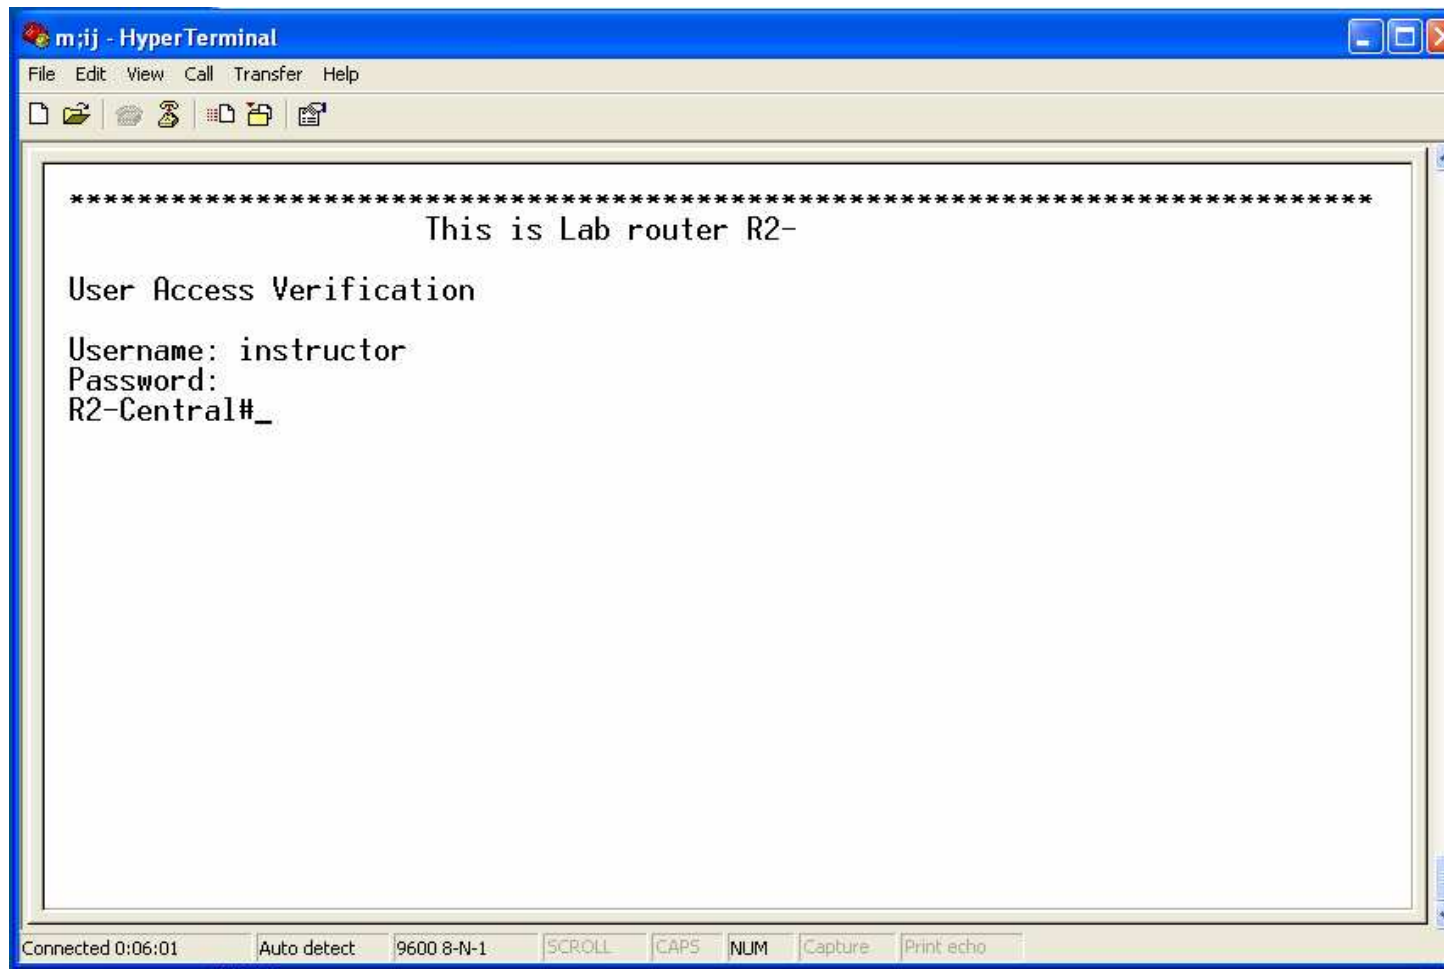 m;ij - HyperTerminal
File Edit View Call Transfer Help
*****************************************************************************
This is Lab router R2-
User Access Verification
Username: instructor
Password:
R2-Central#_
Connected 0:06:01 Auto detect 9600 8-N-1 SCROLL CAPS NUM Capture Print echo